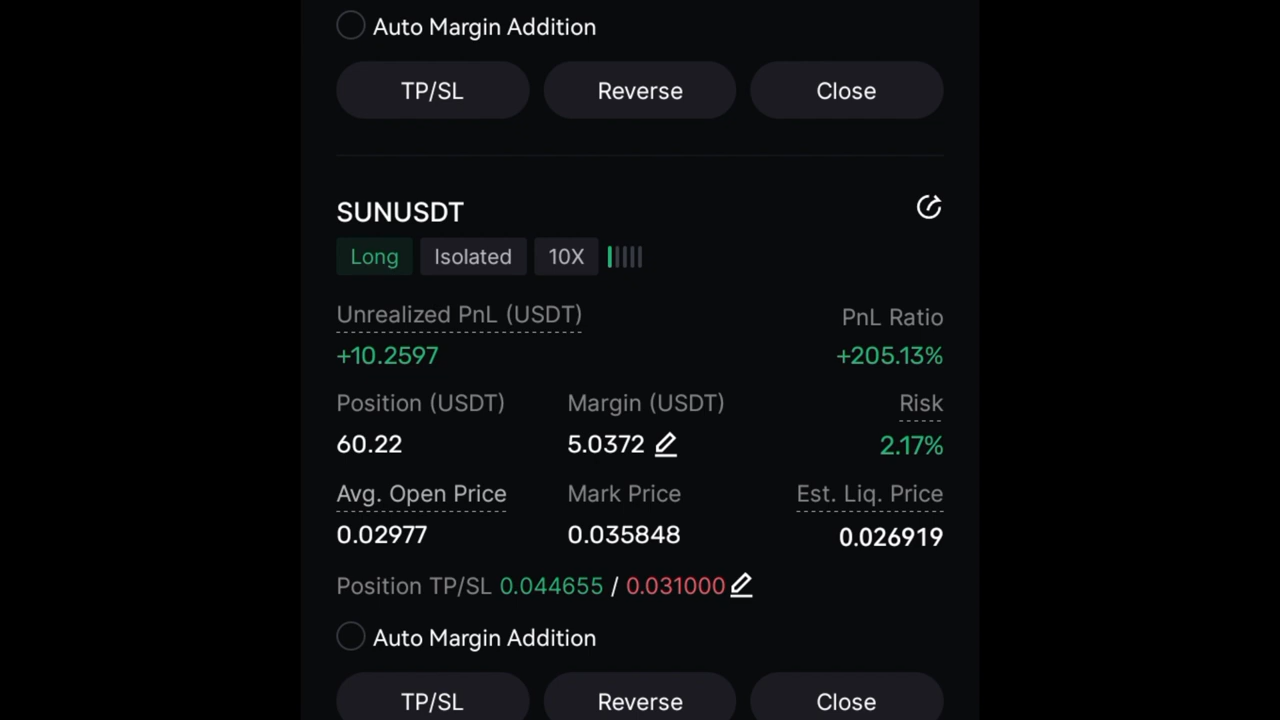 Auto Margin Addition
TP/SL Reverse Close
SUNUSDT
Long Isolated 10X
Unrealized PnL (USDT) PnL Ratio
+10.2597 +205.13%
Position (USDT) Margin (USDT) Risk
60.22 5.0372 2.17%
Avg. Open Price Mark Price Est. Liq. Price
0.02977 0.035848 0.026919
Position TP/SL 0.044655 / 0.031000
Auto Margin Addition
TP/SL Reverse Close